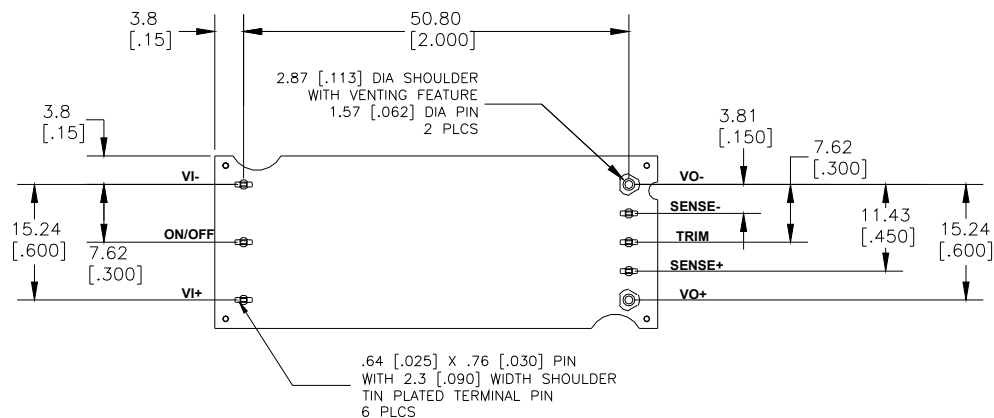 3.8
[.15]
50.80
[2.000]
2.87 [.113] DIA SHOULDER
WITH VENTING FEATURE
1.57 [.062] DIA PIN
2 PLCS
3.8
[.15]
3.81
[.150]
7.62
[.300]
VI-
VO-
SENSE-
15.24
[.600]
ON/OFF
7.62
[.300]
TRIM
11.43
[.450]
15.24
[.600]
SENSE+
VI+
VO+
.64 [.025] X .76 [.030] PIN
WITH 2.3 [.090] WIDTH SHOULDER
TIN PLATED TERMINAL PIN
6 PLCS